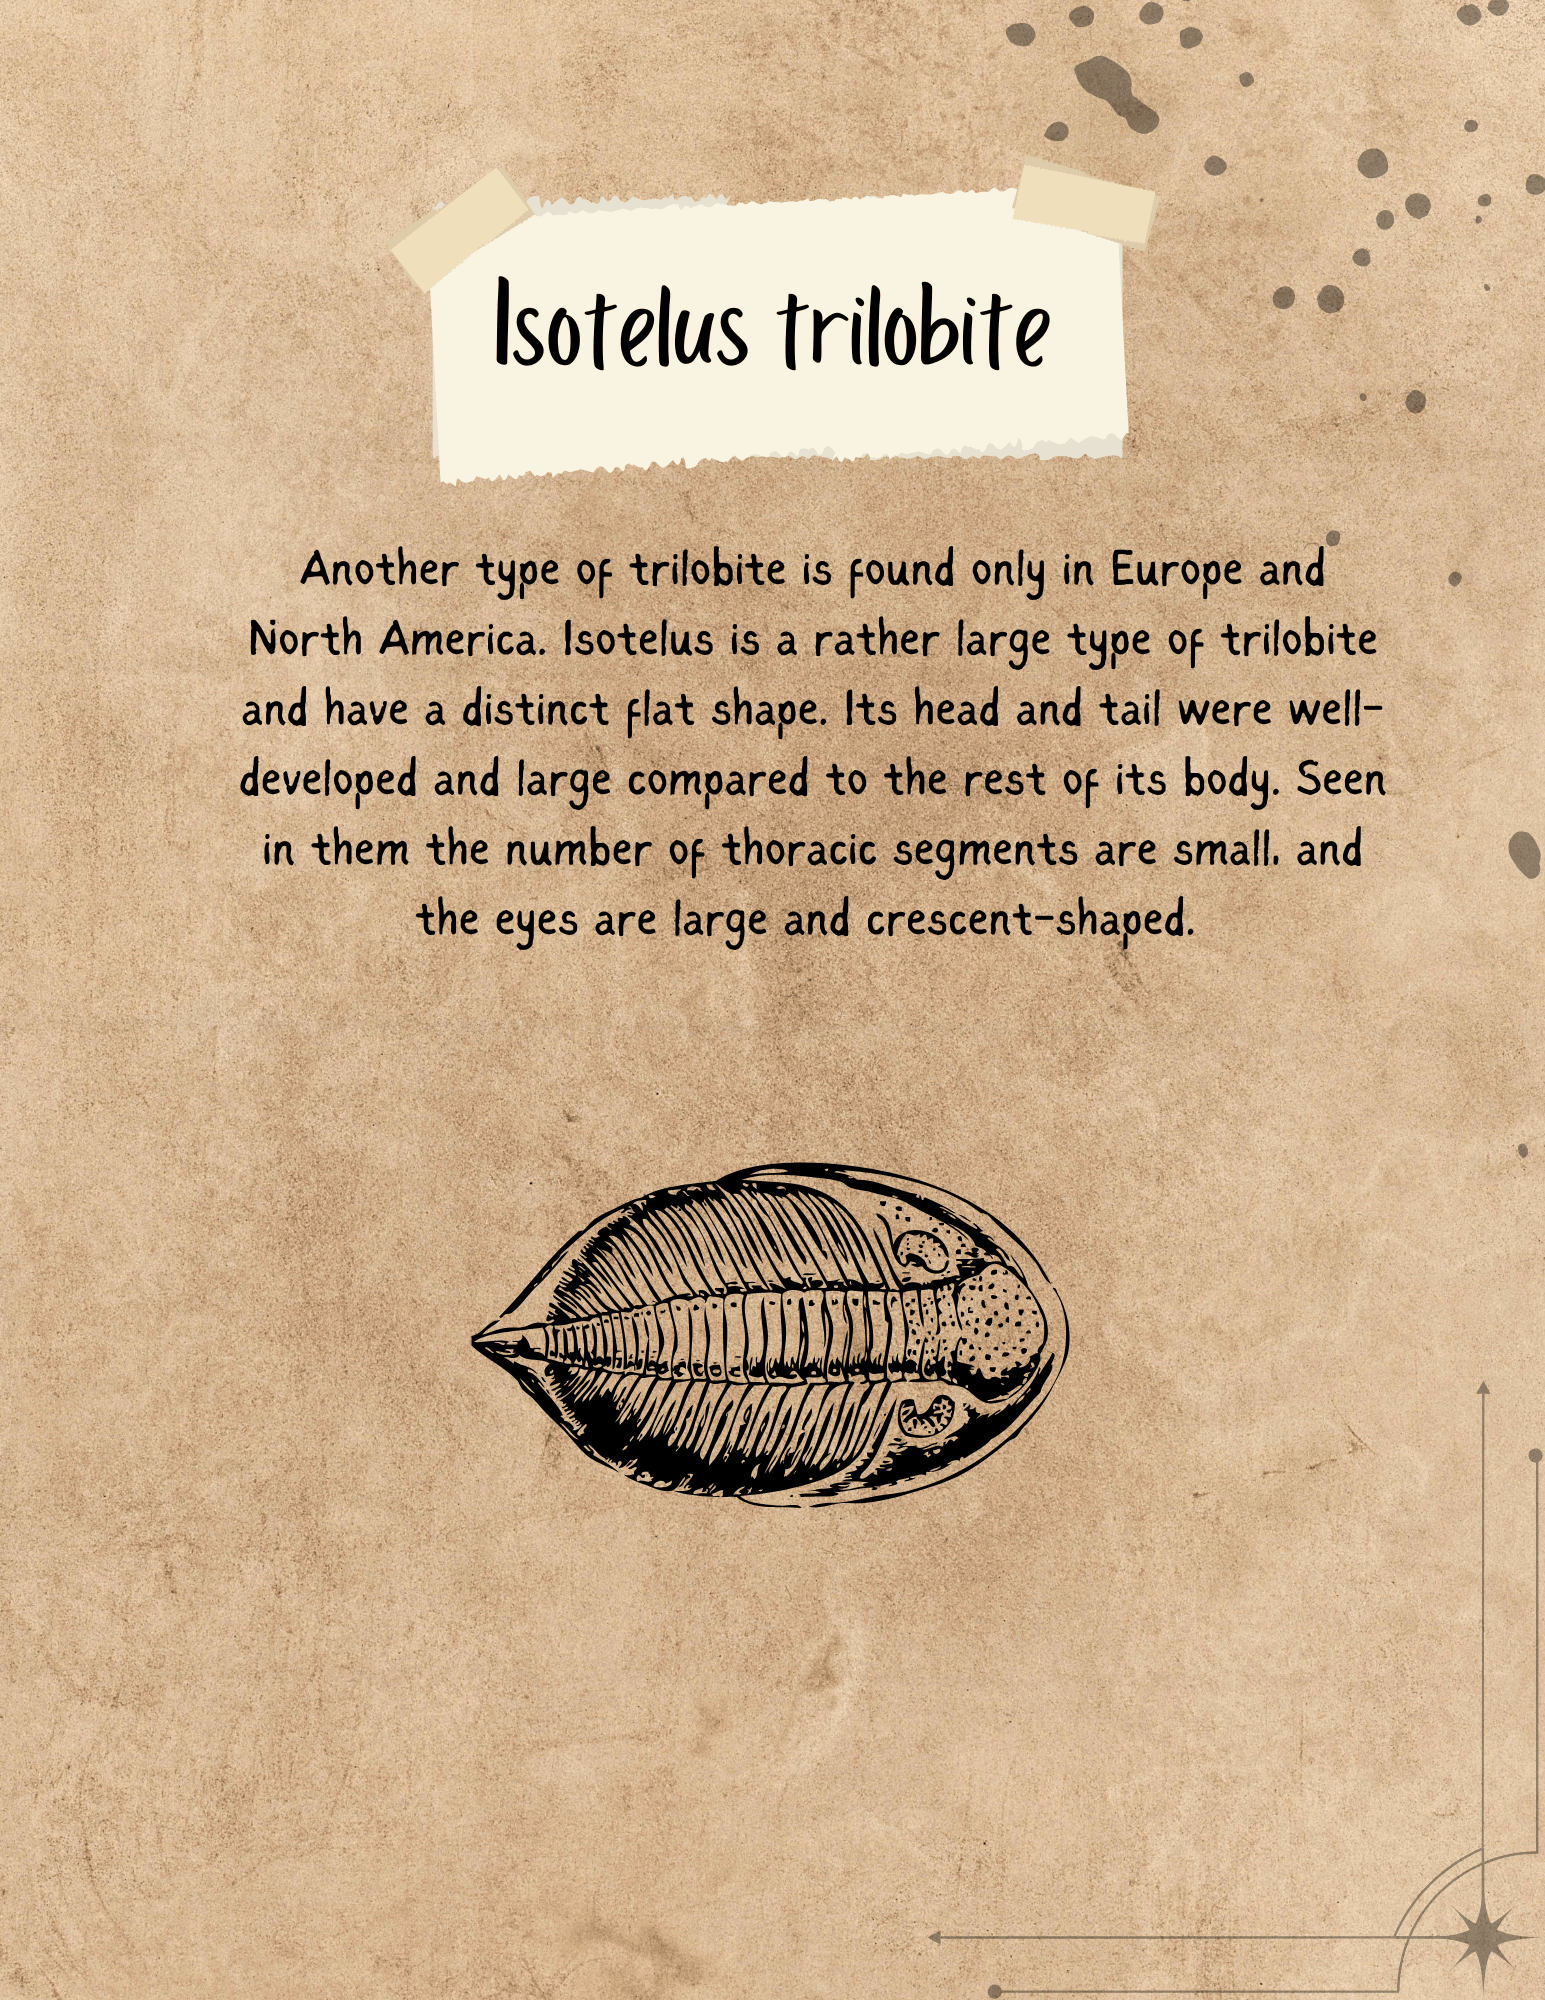 Isotelus trilobite
Another type of trilobite is found only in Europe and
North America. Isotelus is a rather large type of trilobite
and have a distinct flat shape. Its head and tail were well-
developed and large compared to the rest of its body. Seen
in them the number of thoracic segments are small, and
the eyes are large and crescent-shaped.